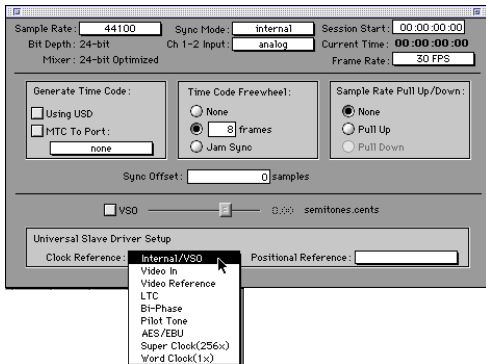 Sample Rate: 44100 Sync Mode: internal Session Start: 00:00:00:00
Bit Depth: 24-bit Ch 1-2 Input: analog Current Time: 00:00:00:00
Mixer: 24-bit Optimized Frame Rate: 30 FPS
Generate Time Code: Time Code Freewheel: Sample Rate Pull Up/Down:
Using USD None None
MTC To Port: 8 frames Pull Up
none Jam Sync Pull Down
Sync Offset: 0 samples
VSO 0.00 semitones.cents
Universal Slave Driver Setup
Clock Reference: Internal/VSO Positional Reference:
Video In
Video Reference
LTC
Bi-Phase
Pilot Tone
AES/EBU
Super Clock(256x)
Word Clock(1x)